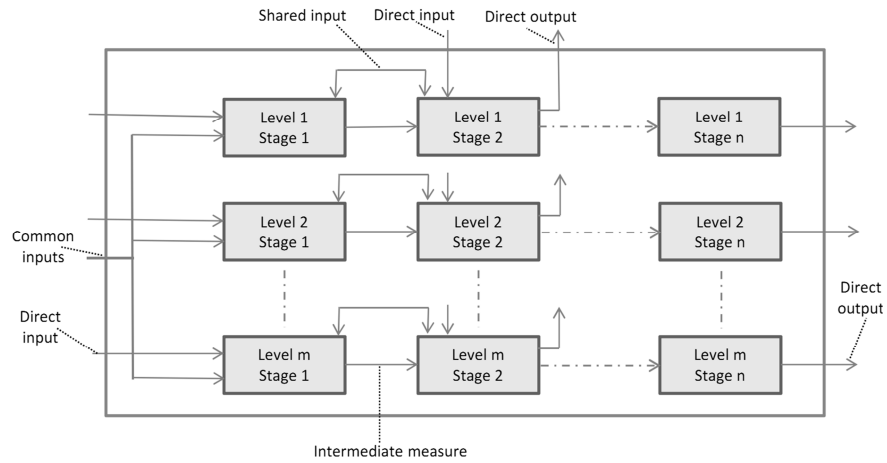 Shared input
Direct input
Direct output
Level 1
Stage 1
Level 1
Stage 2
Level 1
Stage n
Level 2
Stage 1
Level 2
Stage 2
Level 2
Stage n
Common
inputs
Direct
input
Direct
output
Level m
Stage 1
Level m
Stage 2
Level m
Stage n
Intermediate measure